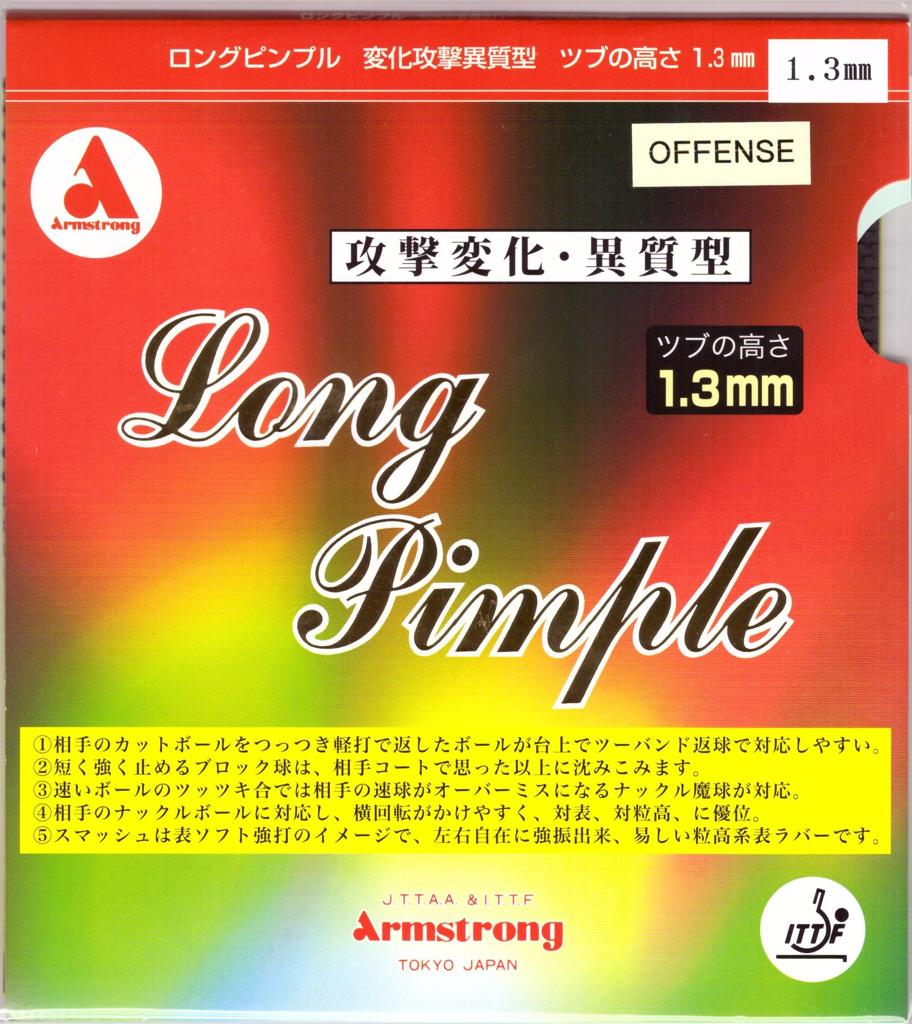 ロングピンプル　変化攻撃異質型　ツブの高さ 1.3 mm
1.3mm
OFFENSE
Armstrong
攻撃変化・異質型
ツブの高さ
1.3mm
Long
Pimple
①相手のカットボールをつっつき軽打で返したボールが台上でツーバンド返球で対応しやすい。
②短く強く止めるブロック球は、相手コートで思った以上に沈みこみます。
③速いボールのツッツキ合では相手の速球がオーバーミスになるナックル魔球が対応。
④相手のナックルボールに対応し、横回転がかけやすく、対表、対粒高、に優位。
⑤スマッシュは表ソフト強打のイメージで、左右自在に強振出来、易しい粒高系表ラバーです。
J.T.T.A.A. & I.T.T.F.
Armstrong
TOKYO JAPAN
ITTF